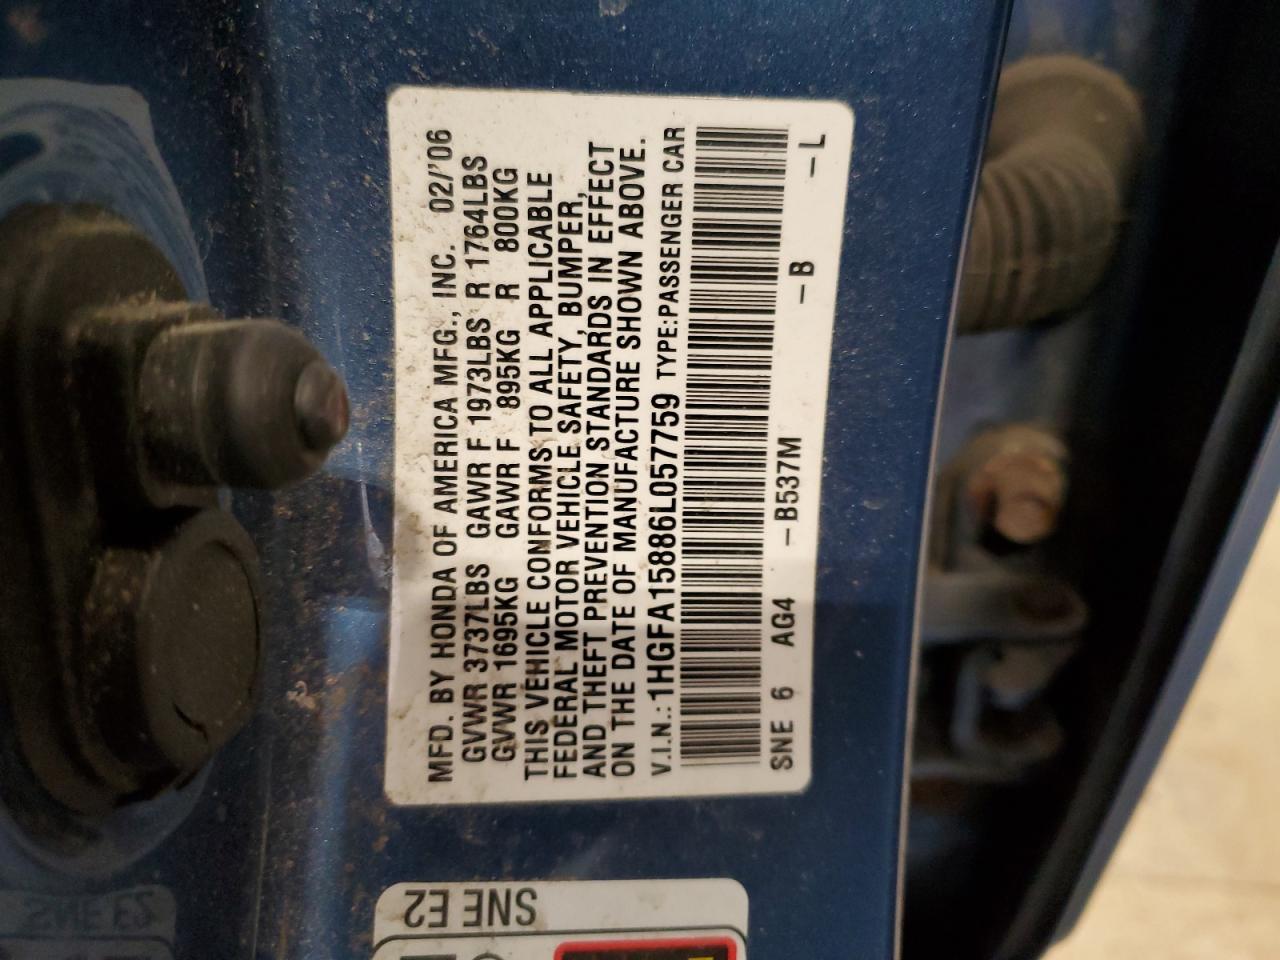 MFD. BY HONDA OF AMERICA MFG., INC. 02/'06
GVWR 3737LBS GAWR F 1973LBS R 1764LBS
GVWR 1695KG GAWR F 895KG R 800KG
THIS VEHICLE CONFORMS TO ALL APPLICABLE
FEDERAL MOTOR VEHICLE SAFETY, BUMPER,
AND THEFT PREVENTION STANDARDS IN EFFECT
ON THE DATE OF MANUFACTURE SHOWN ABOVE.
V.I.N.: 1HGFA15886L057759 TYPE:PASSENGER CAR
SNE 6 AG4 -B537M -B -L
SNE E2